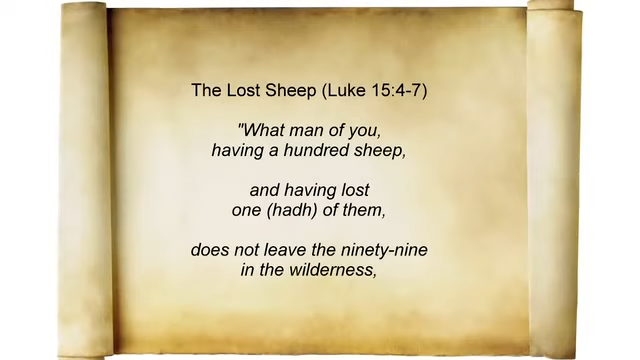 The Lost Sheep (Luke 15:4-7)
"What man of you,
having a hundred sheep,
and having lost
one (hadh) of them,
does not leave the ninety-nine
in the wilderness,